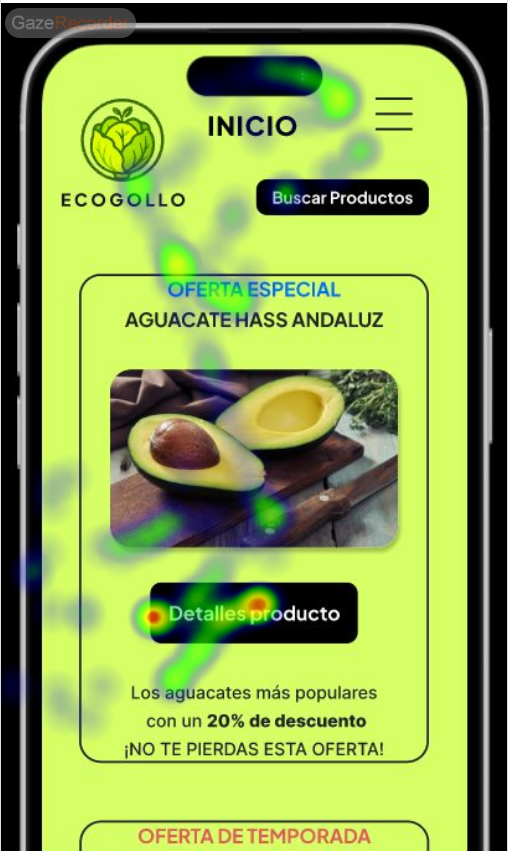 GazeRecorder
INICIO
ECOGOLLO
Buscar Productos
OFERTA ESPECIAL
AGUACATE HASS ANDALUZ
Detalles producto
Los aguacates más populares
con un 20% de descuento
¡NO TE PIERDAS ESTA OFERTA!
OFERTA DE TEMPORADA